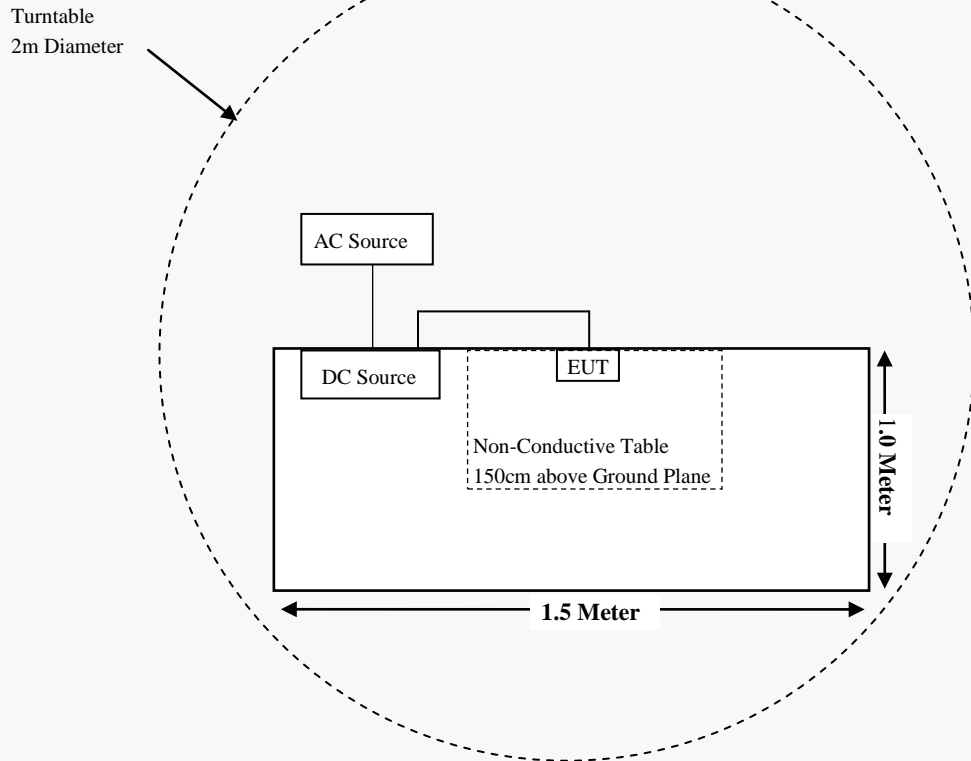 Turntable
2m Diameter
AC Source
DC Source
EUT
Non-Conductive Table
150cm above Ground Plane
1.0 Meter
1.5 Meter